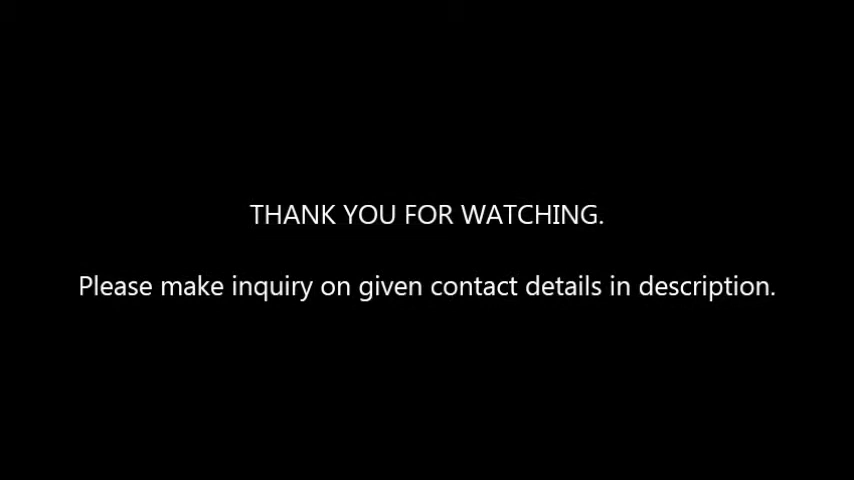 THANK YOU FOR WATCHING.
Please make inquiry on given contact details in description.